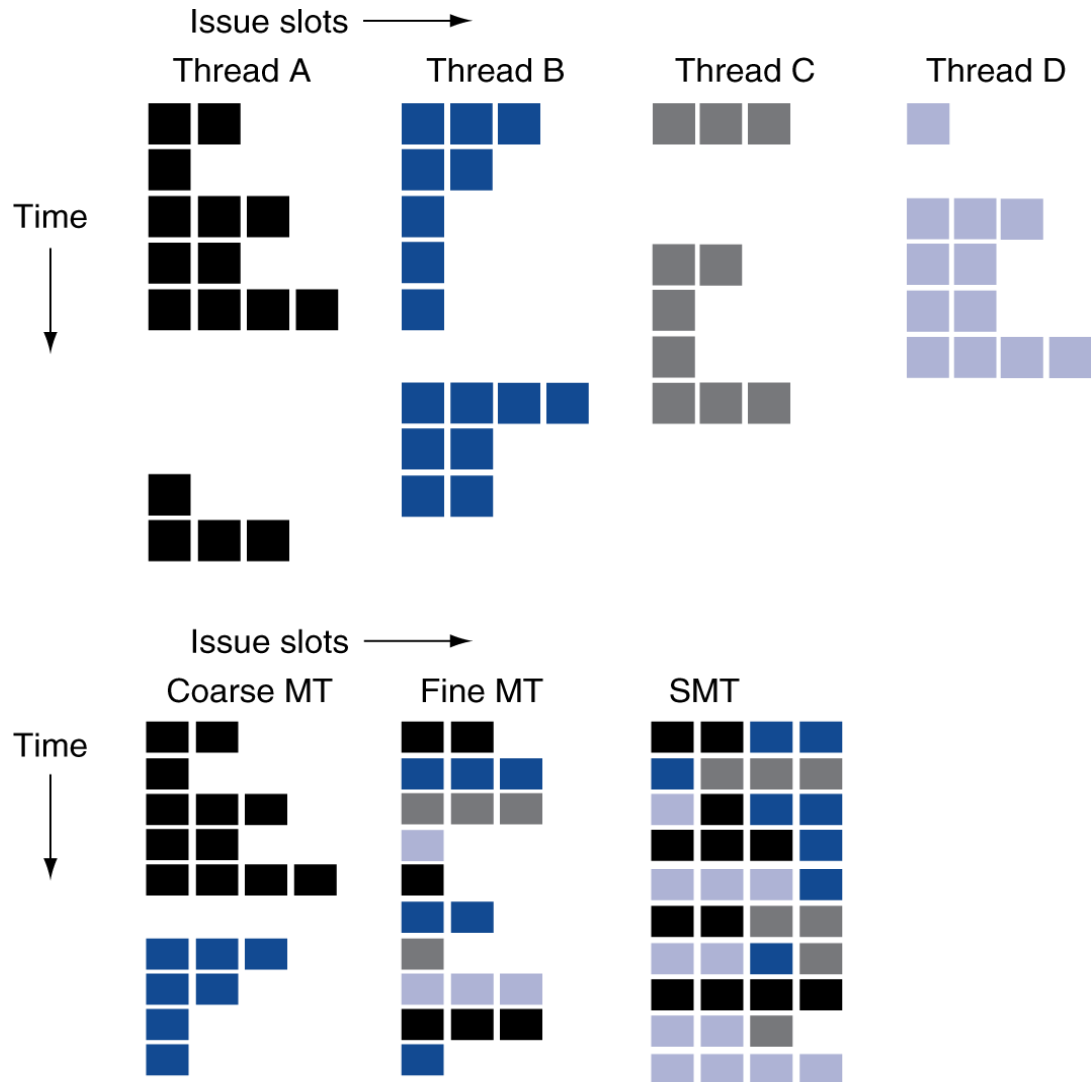 Issue slots
Thread A Thread B Thread C Thread D
Time
Issue slots
Coarse MT Fine MT SMT
Time